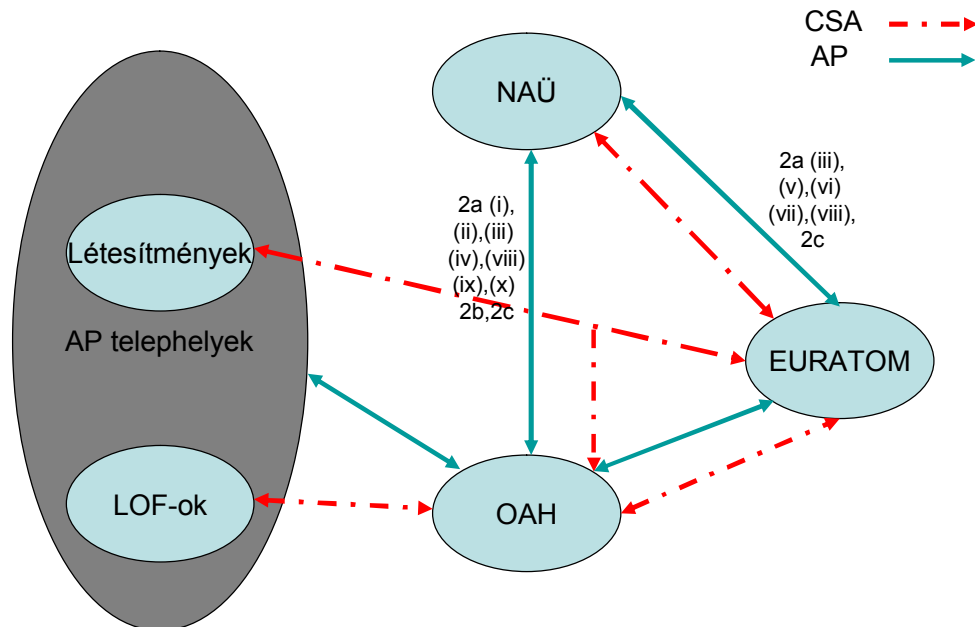 CSA
AP
NAÜ
2a (i),
(ii),(iii)
(iv),(viii)
(ix),(x)
2b,2c
2a (iii),
(v),(vi)
(vii),(viii),
2c
Létesítmények
AP telephelyek
EURATOM
LOF-ok
OAH